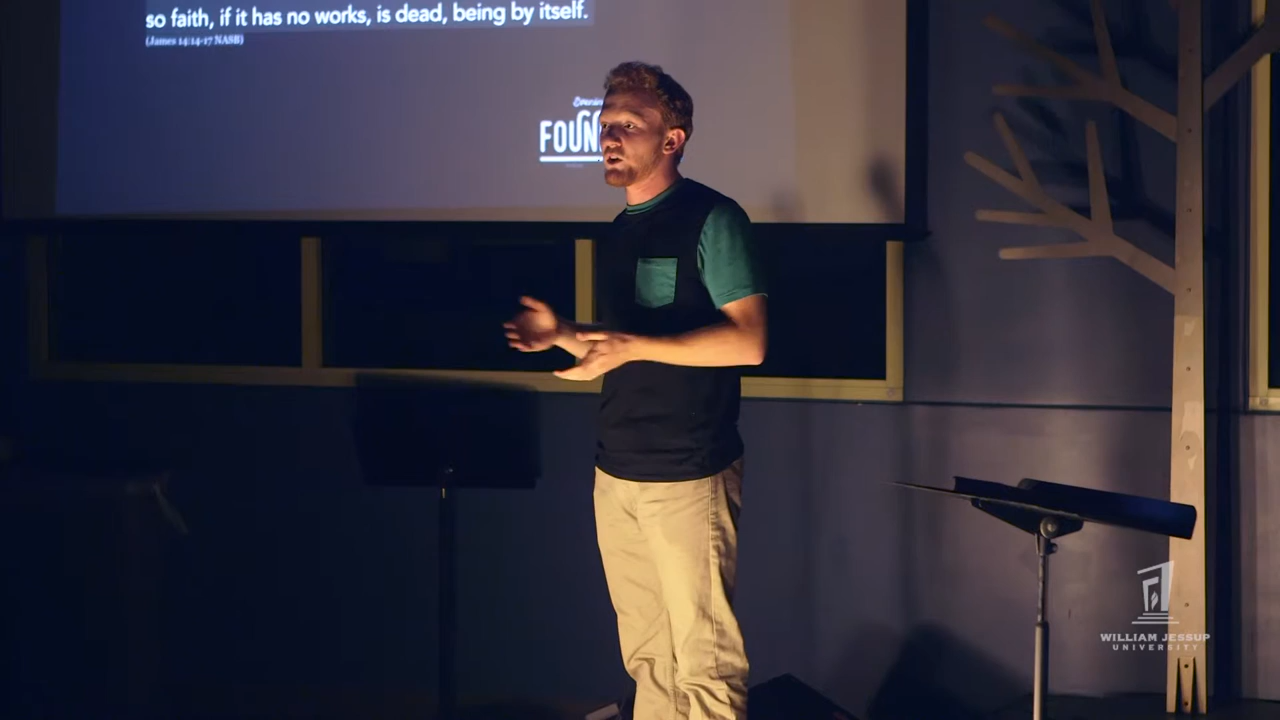 so faith, if it has no works, is dead, being by itself.
(James 14:14-17 NASB)
FOUN
WILLIAM JESSUP
UNIVERSITY